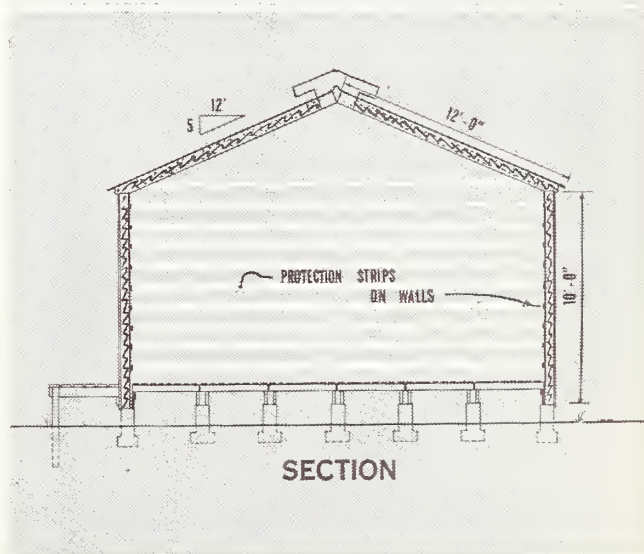 12'
5
12'-0"
PROTECTION STRIPS
ON WALLS
10'-0"
SECTION